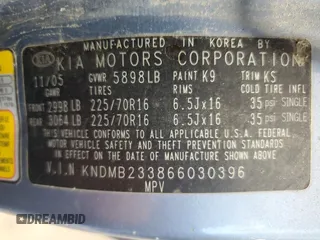 MANUFACTURED IN KOREA BY
KIA KIA MOTORS CORPORATION
11/05 GVWR 5898LB PAINT K9 TRIM KS
GAWR TIRES RIMS COLD TIRE INFL
FRONT 2998 LB 225/70R16 6.5Jx16 35 psi SINGLE
REAR 3064 LB 225/70R16 6.5Jx16 35 psi SINGLE
THIS VEHICLE CONFORMS TO ALL APPLICABLE U.S. FEDERAL
MOTOR VEHICLE SAFETY STANDARDS IN EFFECT ON THE DATE OF
MANUFACTURE SHOWN ABOVE.
V.I.N KNDMB233866030396
MPV
DREAMBID